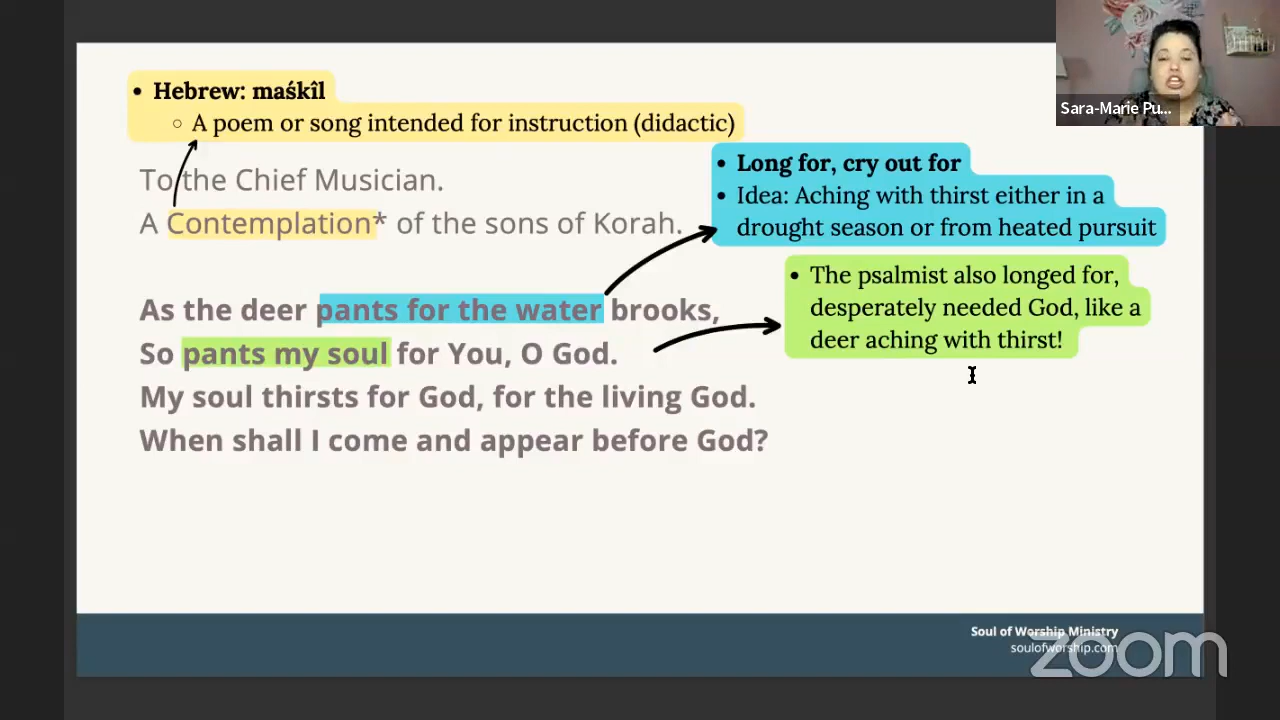 Hebrew: maśkîl
A poem or song intended for instruction (didactic)
To the Chief Musician.
A Contemplation* of the sons of Korah.
Long for, cry out for
Idea: Aching with thirst either in a
drought season or from heated pursuit
The psalmist also longed for,
desperately needed God, like a
deer aching with thirst!
As the deer pants for the water brooks,
So pants my soul for You, O God.
My soul thirsts for God, for the living God.
When shall I come and appear before God?
Sara-Marie Pu...
Soul of Worship Ministry
soulofworship.com
zoom